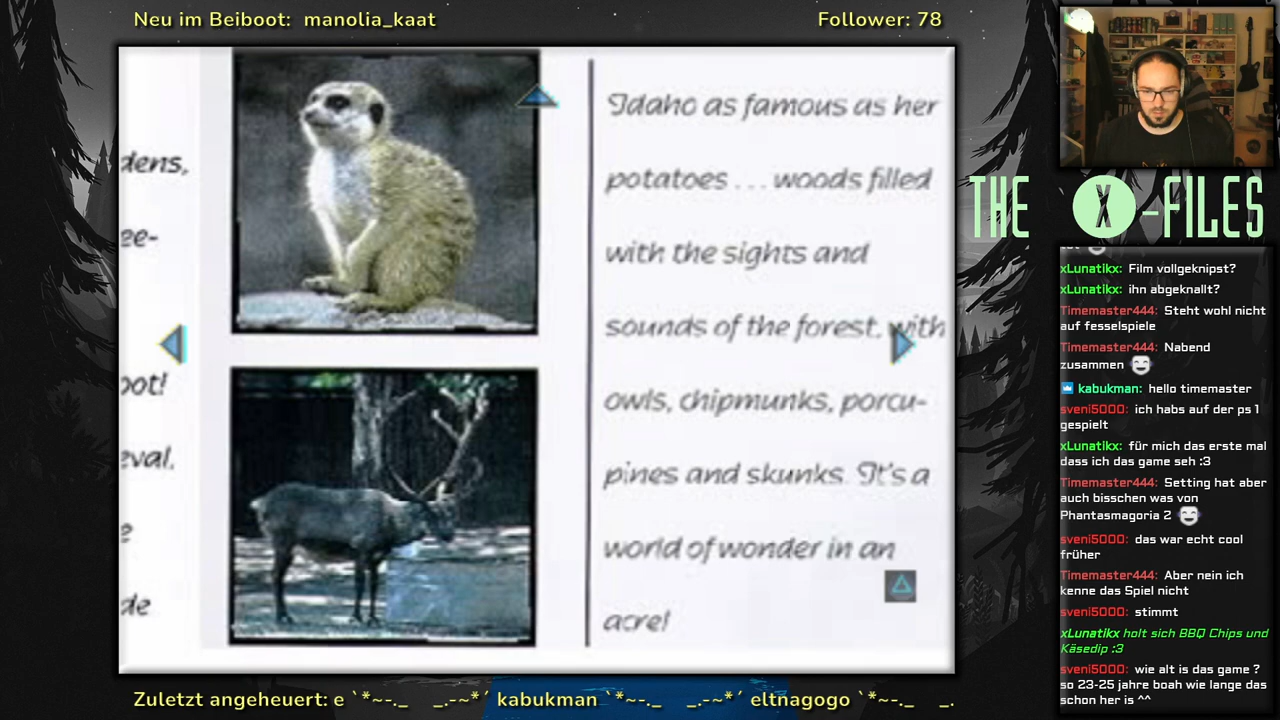 Neu im Beiboot: manolia_kaat
Follower: 78
dens,
ee-
oot!
eval,
e
de
Idaho as famous as her
potatoes ... woods filled
with the sights and
sounds of the forest, with
owls, chipmunks, porcu-
pines and skunks. It's a
world of wonder in an
acre!
THE X-FILES
xLunatikx: Film vollgeknipst?
xLunatikx: ihn abgeknallt?
Timemaster444: Steht wohl nicht
auf fesselspiele
Timemaster444: Nabend
zusammen
kabukman: hello timemaster
sveni5000: ich habs auf der ps1
gespielt
xLunatikx: für mich das erste mal
dass ich das game seh :3
Timemaster444: Setting hat aber
auch bisschen was von
Phantasmagoria 2
sveni5000: das war echt cool
früher
Timemaster444: Aber nein ich
kenne das Spiel nicht
sveni5000: stimmt
xLunatikx holt sich BBQ Chips und
Käsedip :3
sveni5000: wie alt is das game ?
so 23-25 jahre boah wie lange das
schon her is ^^
Zuletzt angeheuert: e `*~-._ _.-~*´ kabukman `*~-._ _.-~*´ eltnagogo `*~-._ _.